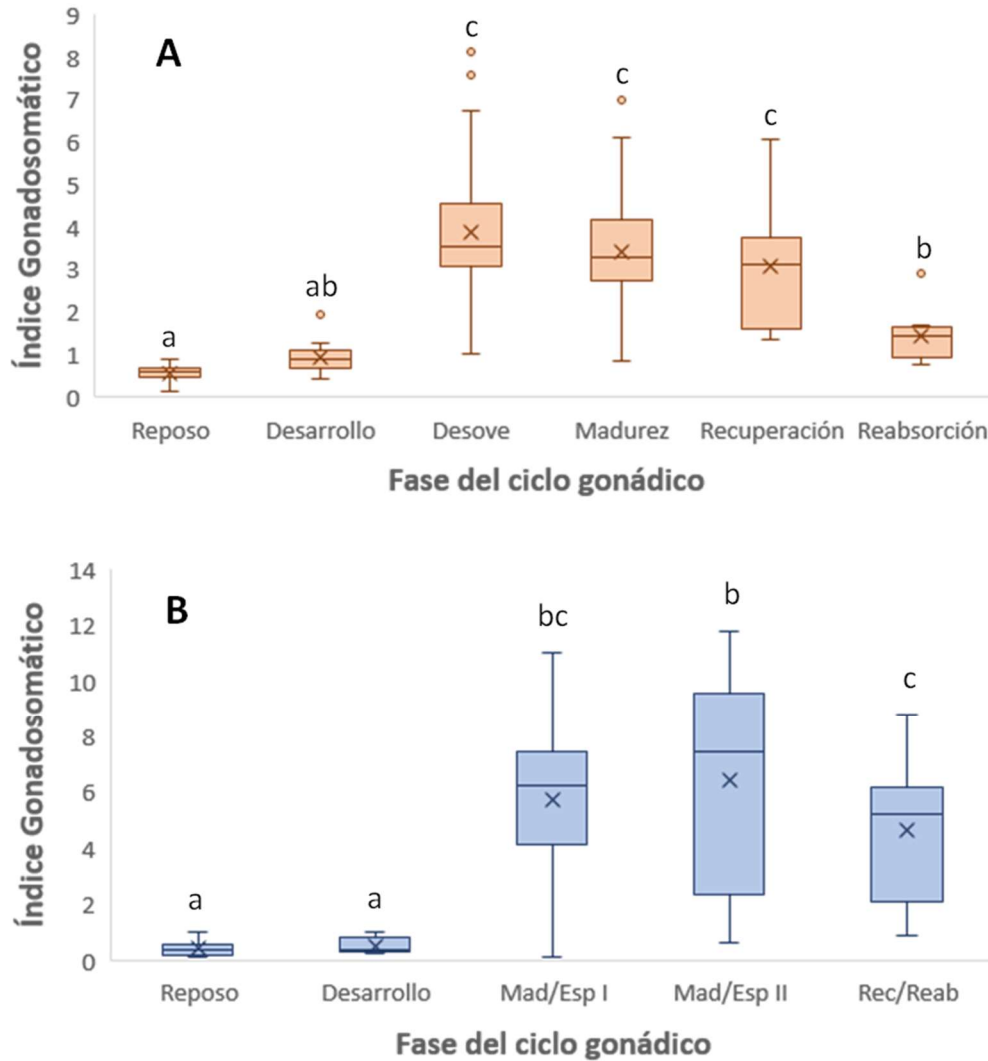 A
Índice Gonadosomático
9
8
7
6
5
4
3
2
1
0
a
ab
c
c
c
b
Reposo
Desarrollo
Desove
Madurez
Recuperación
Reabsorción
Fase del ciclo gonádico
B
Índice Gonadosomático
14
12
10
8
6
4
2
0
a
a
bc
b
c
Reposo
Desarrollo
Mad/Esp I
Mad/Esp II
Rec/Reab
Fase del ciclo gonádico